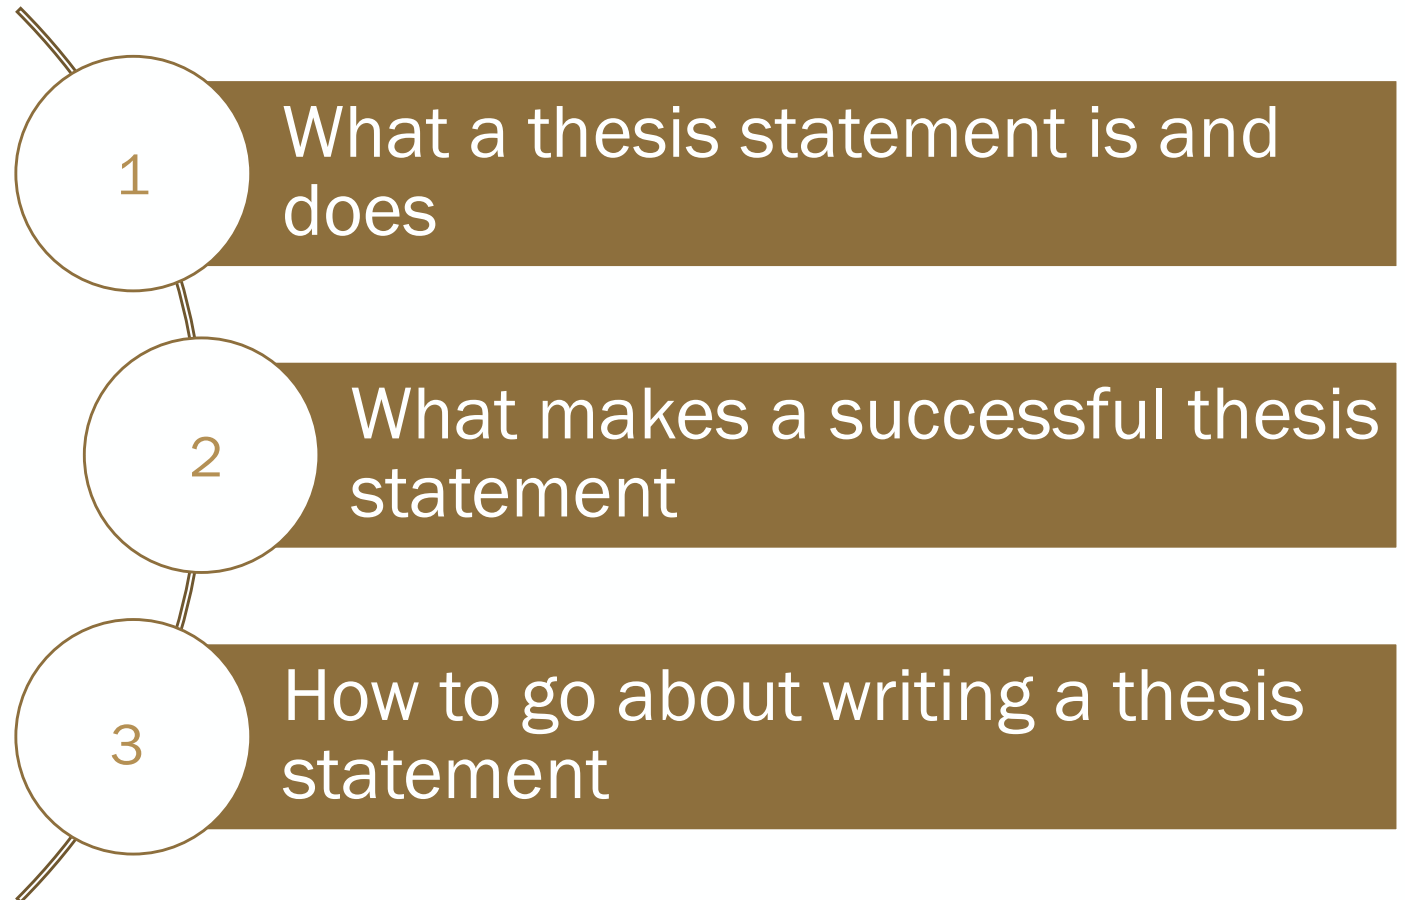 1
What a thesis statement is and
does
2
What makes a successful thesis
statement
3
How to go about writing a thesis
statement